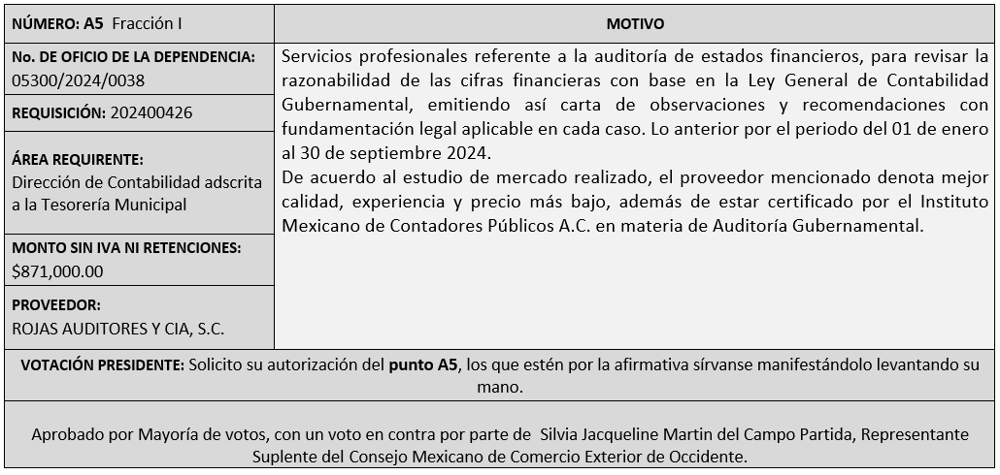 NÚMERO: A5 Fracción I
No. DE OFICIO DE LA DEPENDENCIA:
05300/2024/0038
REQUISICIÓN: 202400426
ÁREA REQUIRENTE:
Dirección de Contabilidad adscrita
a la Tesorería Municipal
MONTO SIN IVA NI RETENCIONES:
$871,000.00
PROVEEDOR:
ROJAS AUDITORES Y CIA, S.C.
MOTIVO
Servicios profesionales referente a la auditoría de estados financieros, para revisar la
razonabilidad de las cifras financieras con base en la Ley General de Contabilidad
Gubernamental, emitiendo así carta de observaciones y recomendaciones con
fundamentación legal aplicable en cada caso. Lo anterior por el periodo del 01 de enero
al 30 de septiembre 2024.
De acuerdo al estudio de mercado realizado, el proveedor mencionado denota mejor
calidad, experiencia y precio más bajo, además de estar certificado por el Instituto
Mexicano de Contadores Públicos A.C. en materia de Auditoría Gubernamental.
VOTACIÓN PRESIDENTE: Solicito su autorización del punto A5, los que estén por la afirmativa sírvanse manifestándolo levantando su
mano.
Aprobado por Mayoría de votos, con un voto en contra por parte de Silvia Jacqueline Martin del Campo Partida, Representante
Suplente del Consejo Mexicano de Comercio Exterior de Occidente.